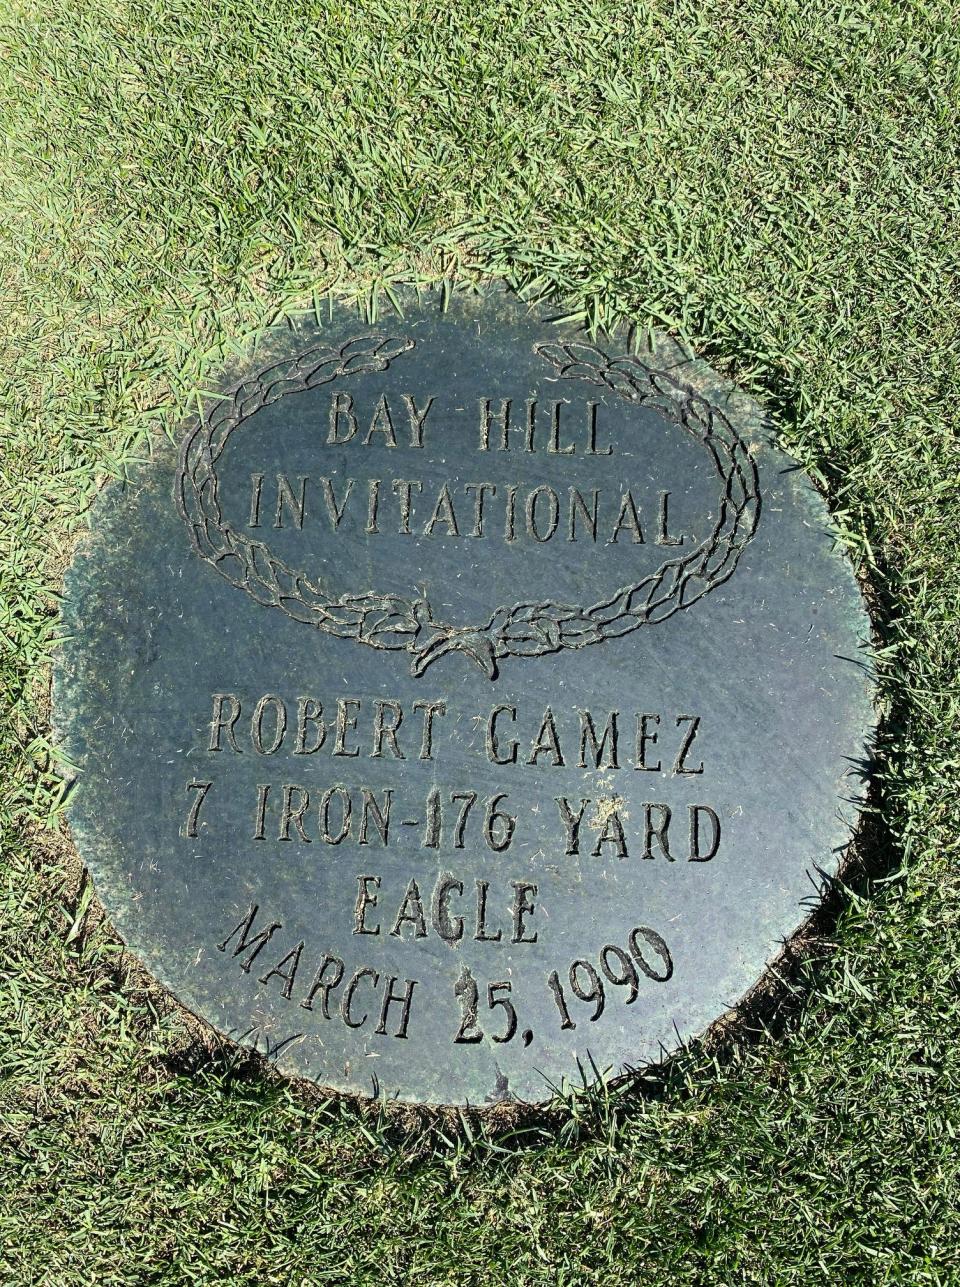 BAY HILL
INVITATIONAL
ROBERT GAMEZ
7 IRON-176 YARD
EAGLE
MARCH 25, 1990